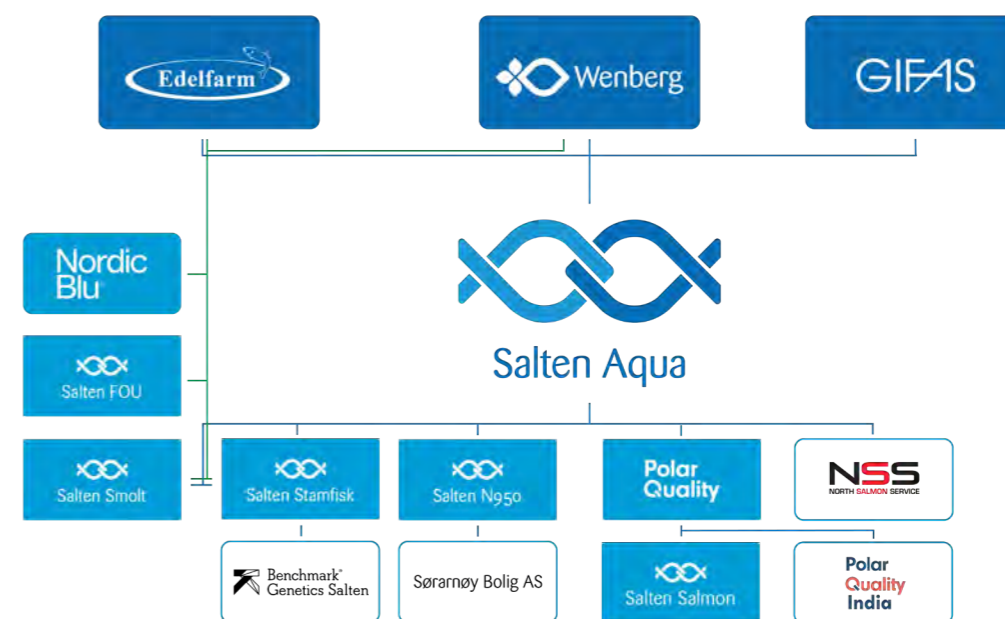 Edelfarm
Wenberg
GIFAS
Nordic
Blu
Salten Aqua
Salten FOU
Salten Smolt
Salten Stamfisk
Salten N950
Polar
Quality
NSS
NORTH SALMON SERVICE
Benchmark®
Genetics Salten
Sørarnøy Bolig AS
Salten Salmon
Polar
Quality
India